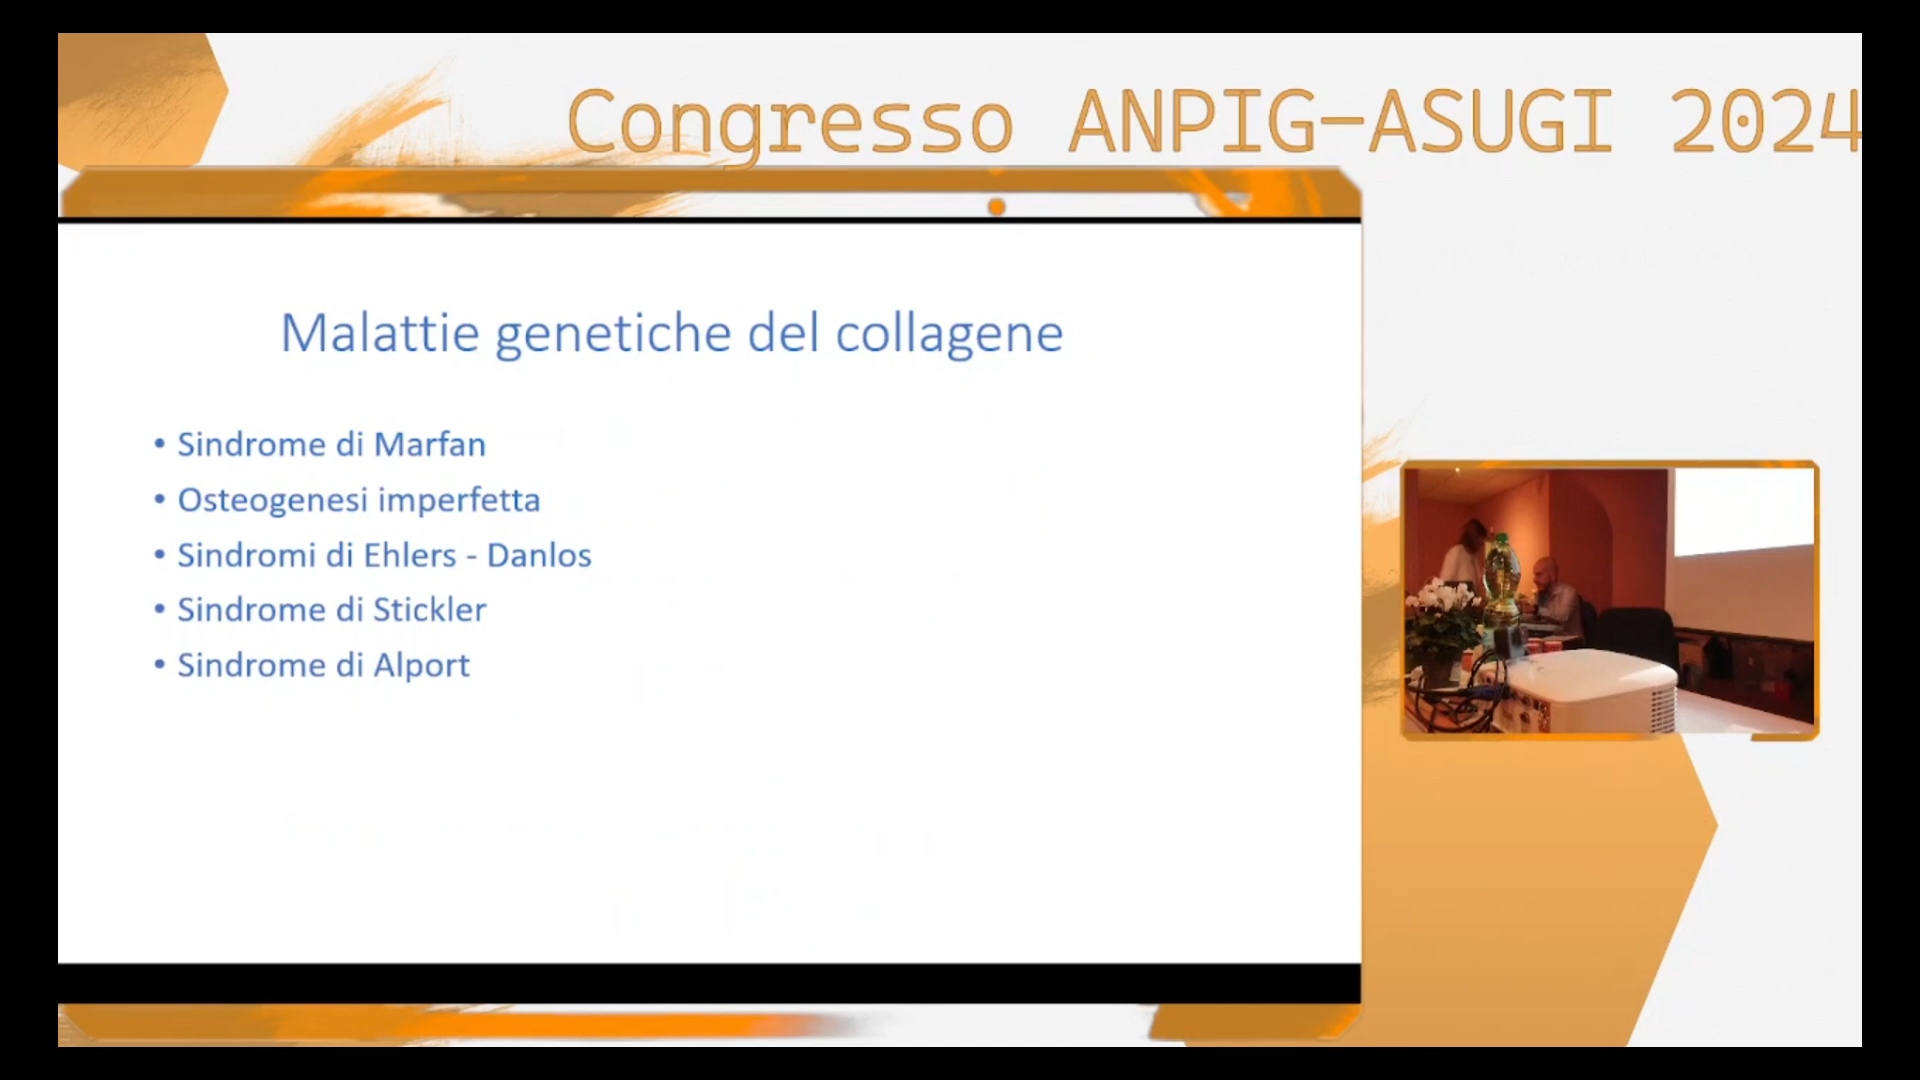 Congresso ANPIG-ASUGI 2024
Malattie genetiche del collagene
• Sindrome di Marfan
• Osteogenesi imperfetta
• Sindromi di Ehlers - Danlos
• Sindrome di Stickler
• Sindrome di Alport